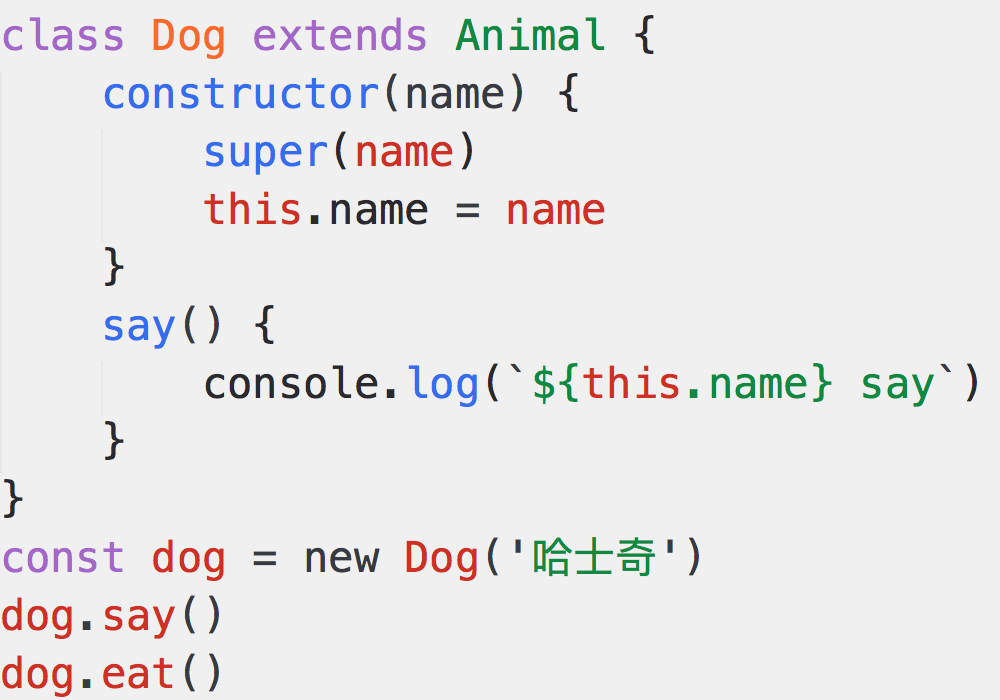 class Dog extends Animal {
    constructor(name) {
        super(name)
        this.name = name
    }
    say() {
        console.log(`${this.name} say`)
    }
}
const dog = new Dog('哈士奇')
dog.say()
dog.eat()